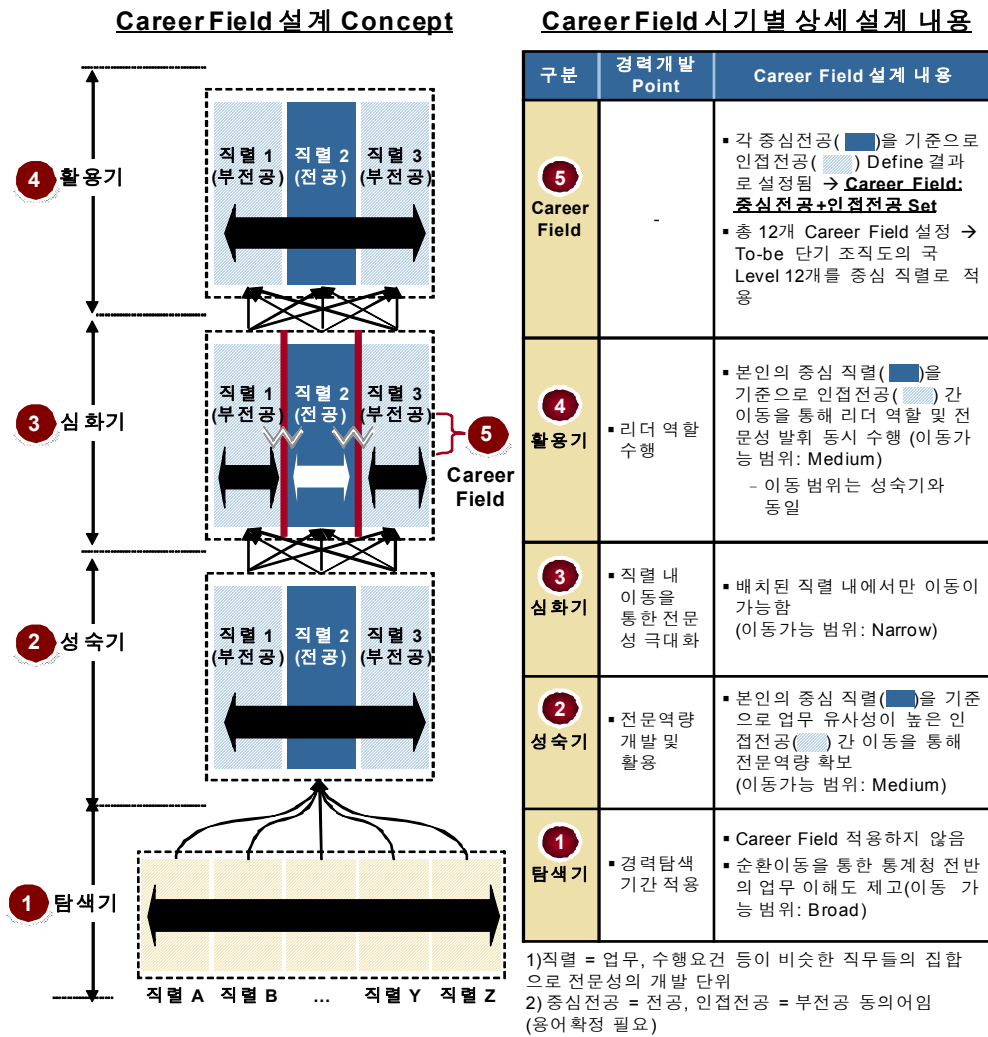 Career Field 설계 Concept
4 활용기
직렬 1
(부전공)
직렬 2
(전공)
직렬 3
(부전공)
3 심화기
직렬 1
(부전공)
직렬 2
(전공)
직렬 3
(부전공)
5
Career
Field
2 성숙기
직렬 1
(부전공)
직렬 2
(전공)
직렬 3
(부전공)
1 탐색기
직렬 A 직렬 B ... 직렬 Y 직렬 Z
Career Field 시기별 상세 설계 내용
구분
경력개발
Point
Career Field 설계 내용
5
Career
Field
-
▪ 각 중심전공( )을 기준으로
인접전공( ) Define 결과
로 설정됨 → Career Field:
중심전공+인접전공 Set
▪ 총 12개 Career Field 설정 →
To-be 단기 조직도의 국
Level 12개를 중심 직렬로 적
용
4
활용기
▪ 리더 역할
수행
▪ 본인의 중심 직렬( )을
기준으로 인접전공( ) 간
이동을 통해 리더 역할 및 전
문성 발휘 동시 수행 (이동가
능 범위: Medium)
– 이동 범위는 성숙기와
동일
3
심화기
▪ 직렬 내
이동을
통한 전문
성 극대화
▪ 배치된 직렬 내에서만 이동이
가능함
(이동가능 범위: Narrow)
2
성숙기
▪ 전문역량
개발 및
활용
▪ 본인의 중심 직렬( )을 기준
으로 업무 유사성이 높은 인
접전공( ) 간 이동을 통해
전문역량 확보
(이동가능 범위: Medium)
1
탐색기
▪ 경력탐색
기간 적용
▪ Career Field 적용하지 않음
▪ 순환이동을 통한 통계청 전반
의 업무 이해도 제고(이동 가
능 범위: Broad)
1)직렬 = 업무, 수행요건 등이 비슷한 직무들의 집합
으로 전문성의 개발 단위
2) 중심전공 = 전공, 인접전공 = 부전공 동의어임
(용어확정 필요)